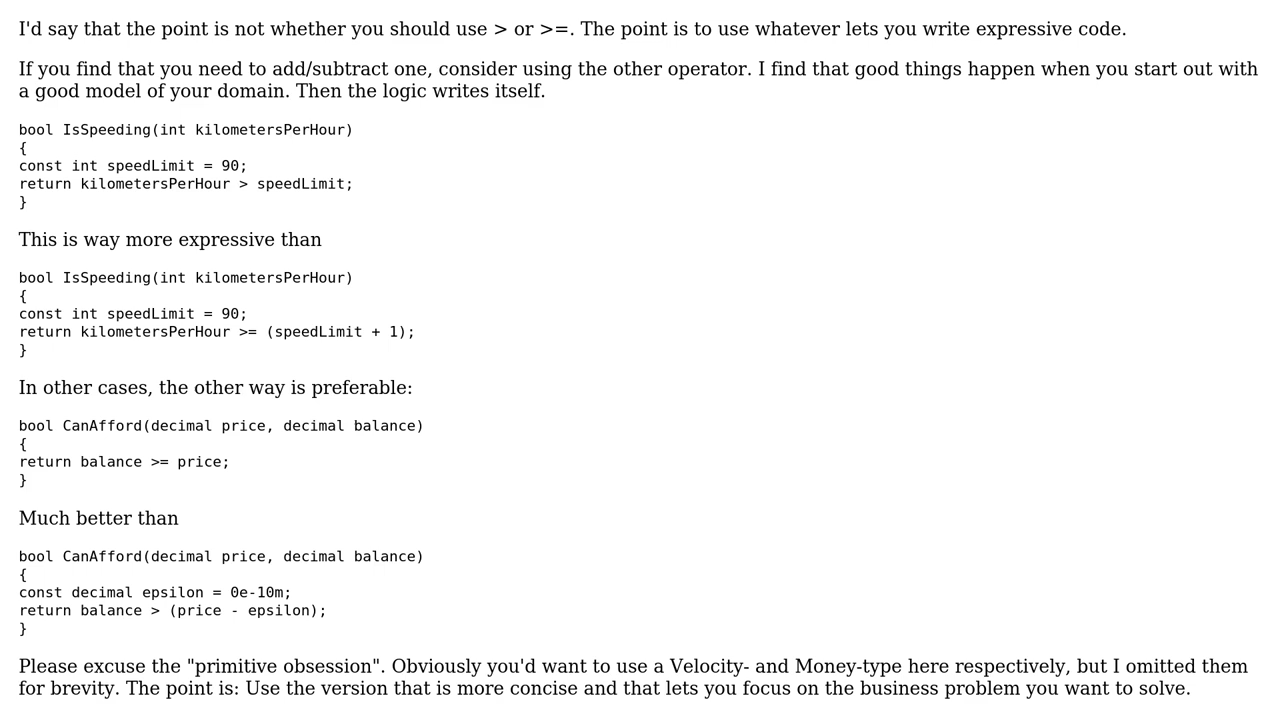 I'd say that the point is not whether you should use > or >=. The point is to use whatever lets you write expressive code.
If you find that you need to add/subtract one, consider using the other operator. I find that good things happen when you start out with
a good model of your domain. Then the logic writes itself.
bool IsSpeeding(int kilometersPerHour)
{
const int speedLimit = 90;
return kilometersPerHour > speedLimit;
}
This is way more expressive than
bool IsSpeeding(int kilometersPerHour)
{
const int speedLimit = 90;
return kilometersPerHour >= (speedLimit + 1);
}
In other cases, the other way is preferable:
bool CanAfford(decimal price, decimal balance)
{
return balance >= price;
}
Much better than
bool CanAfford(decimal price, decimal balance)
{
const decimal epsilon = 0e-10m;
return balance > (price - epsilon);
}
Please excuse the "primitive obsession". Obviously you'd want to use a Velocity- and Money-type here respectively, but I omitted them
for brevity. The point is: Use the version that is more concise and that lets you focus on the business problem you want to solve.